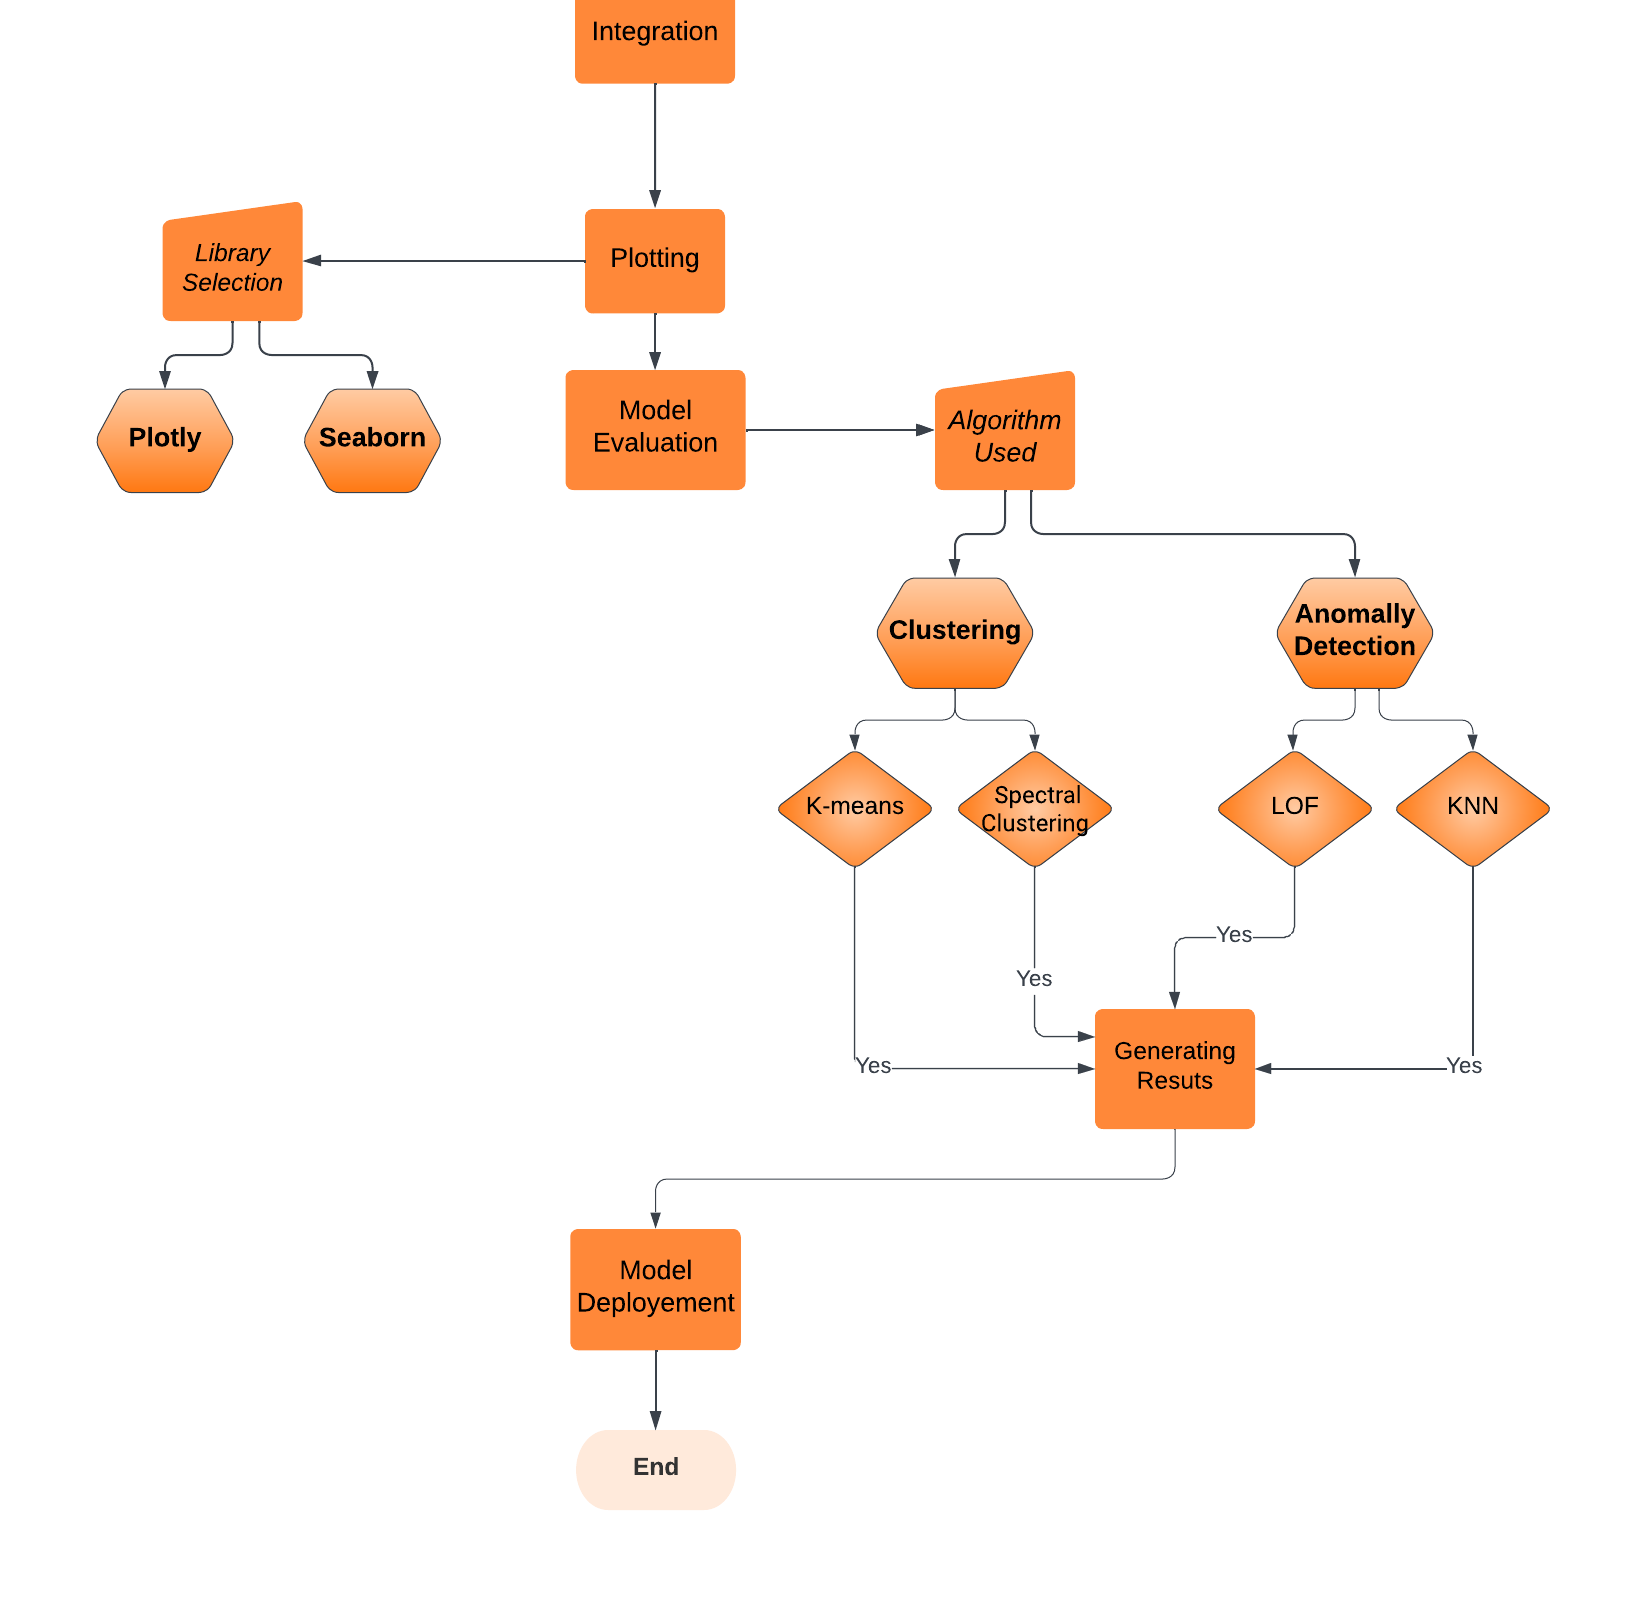 Integration
Library
Selection
Plotting
Plotly
Seaborn
Model
Evaluation
Algorithm
Used
Clustering
Anomally
Detection
K-means
Spectral
Clustering
LOF
KNN
Yes
Yes
Yes
Yes
Generating
Resuts
Model
Deployement
End